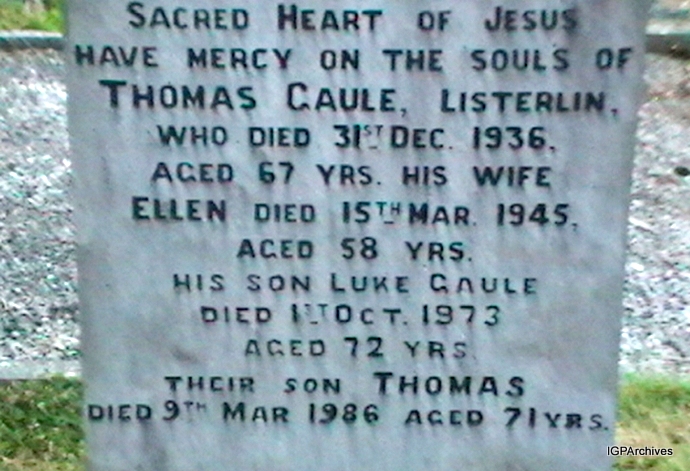 SACRED HEART OF JESUS
HAVE MERCY ON THE SOULS OF
THOMAS GAULE, LISTERLIN,
WHO DIED 31ST DEC. 1936.
AGED 67 YRS. HIS WIFE
ELLEN DIED 15TH MAR. 1945,
AGED 58 YRS.
HIS SON LUKE GAULE
DIED 1ST OCT. 1973
AGED 72 YRS.
THEIR SON THOMAS
DIED 9TH MAR 1986 AGED 71 YRS.
IGPArchives